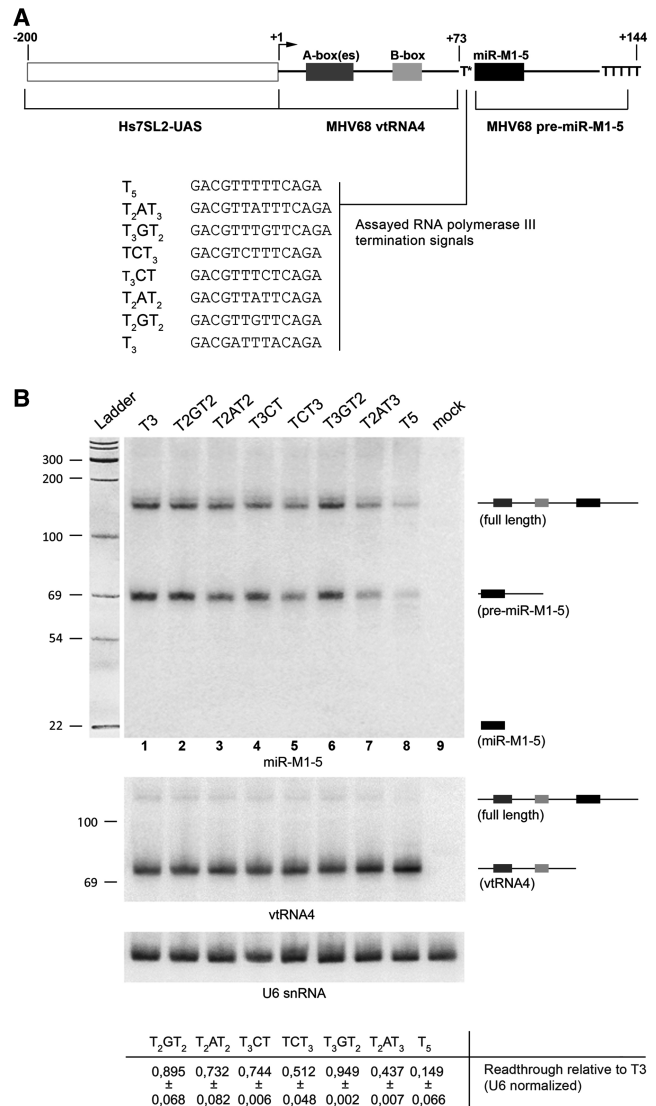 A
-200 +1 +73 +144
A-box(es) B-box miR-M1-5
T* TTTTT
Hs7SL2-UAS MHV68 vtRNA4 MHV68 pre-miR-M1-5
T5 GACGTTTTTCAGA
T2AT3 GACGTTATTTCAGA
T3GT2 GACGTTTGTTCAGA
TCT3 GACGTCTTTCAGA
T3CT GACGTTTCTCAGA
T2AT2 GACGTTATTCAGA
T2GT2 GACGTTGTTCAGA
T3 GACGATTTACAGA
Assayed RNA polymerase III
termination signals
B
Ladder T3 T2GT2 T2AT2 T3CT TCT3 T3GT2 T2AT3 T5 mock
300
200
(full length)
100
69
(pre-miR-M1-5)
54
22
(miR-M1-5)
1 2 3 4 5 6 7 8 9
miR-M1-5
(full length)
100
69
(vtRNA4)
vtRNA4
U6 snRNA
T2GT2 T2AT2 T3CT TCT3 T3GT2 T2AT3 T5
0,895 0,732 0,744 0,512 0,949 0,437 0,149
± ± ± ± ± ± ±
0,068 0,082 0,006 0,048 0,002 0,007 0,066
Readthrough relative to T3
(U6 normalized)